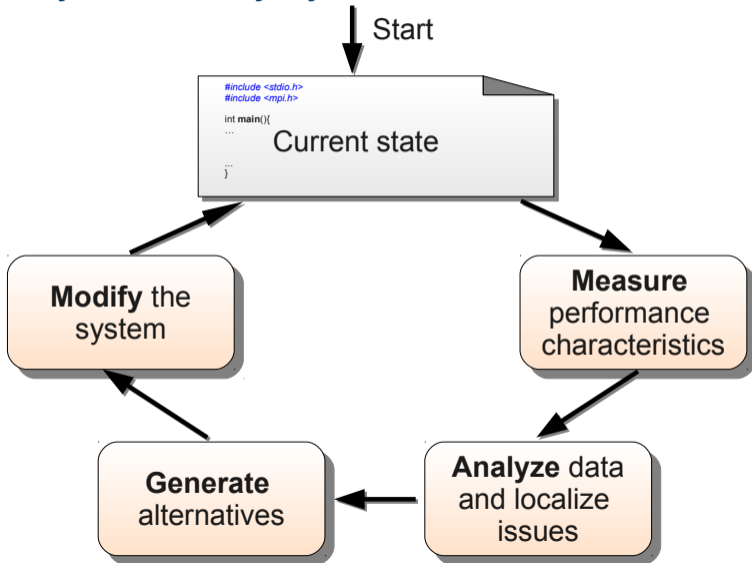 Start
#include <stdio.h>
#include <mpi.h>
int main(){
...
Current state
...
}
Measure
performance
characteristics
Analyze data
and localize
issues
Generate
alternatives
Modify the
system